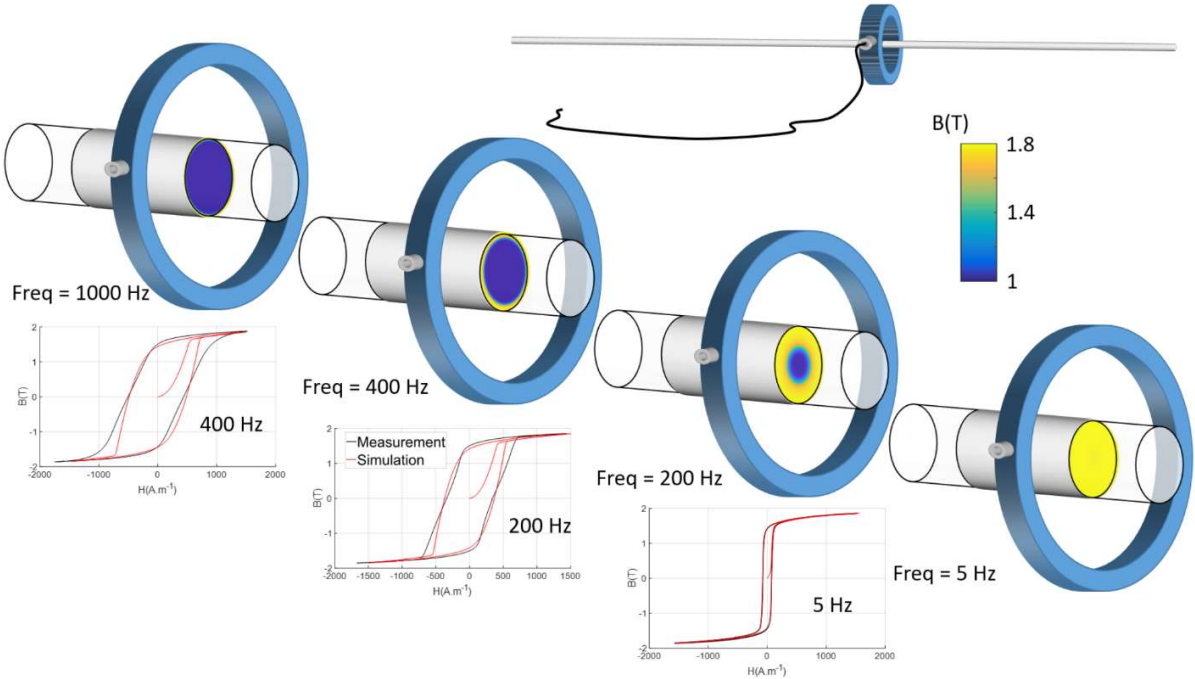 B(T)
1.8
1.4
1
Freq = 1000 Hz
2
1
0
-1
-2
B(T)
-1000
0
1000
2000
H(A.m-1)
400 Hz
Freq = 400 Hz
Measurement
Simulation
2
1
0
-1
-2
B(T)
-2000
-1500
-1000
-500
0
500
1000
1500
H(A.m-1)
200 Hz
Freq = 200 Hz
2
1
0
-1
-2
B(T)
-2000
-1000
0
1000
2000
H(A.m-1)
5 Hz
Freq = 5 Hz